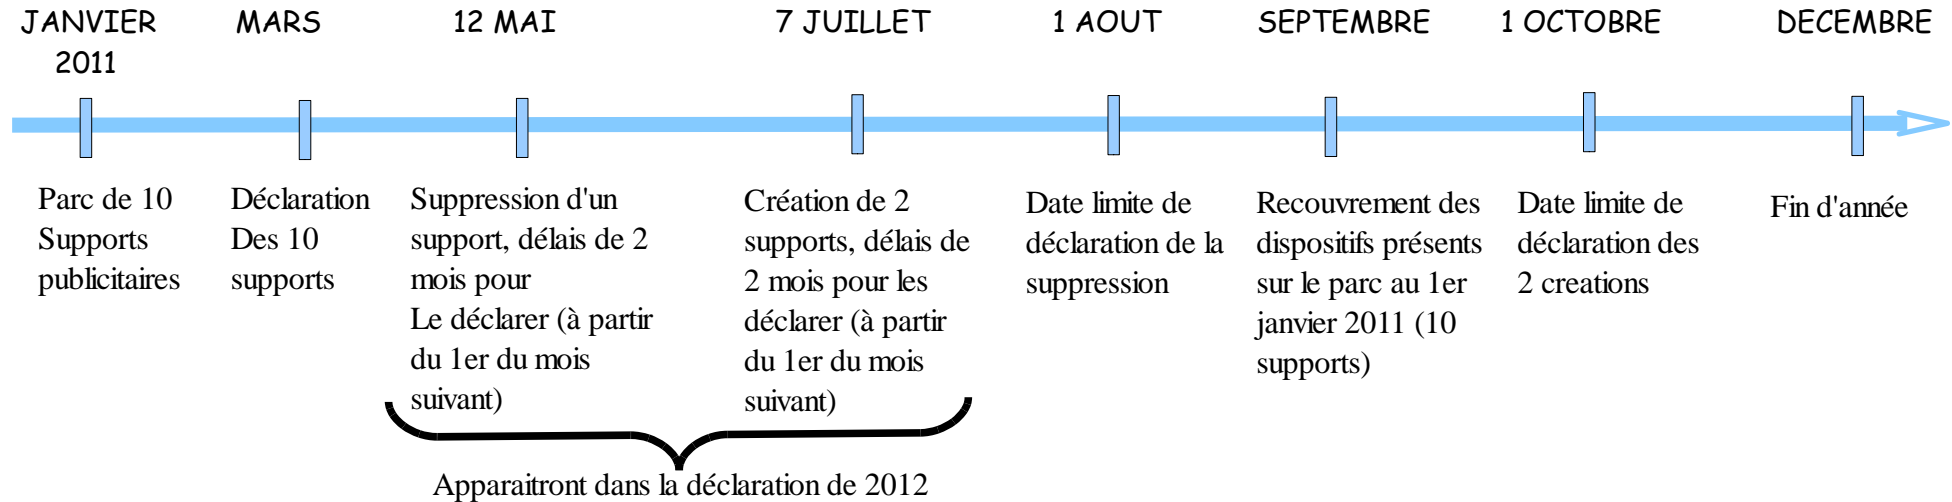 JANVIER
2011
MARS
12 MAI
7 JUILLET
1 AOUT
SEPTEMBRE
1 OCTOBRE
DECEMBRE
Parc de 10
Supports
publicitaires
Déclaration
Des 10
supports
Suppression d'un
support, délais de 2
mois pour
Le déclarer (à partir
du 1er du mois
suivant)
Création de 2
supports, délais de
2 mois pour les
déclarer (à partir
du 1er du mois
suivant)
Date limite de
déclaration de la
suppression
Recouvrement des
dispositifs présents
sur le parc au 1er
janvier 2011 (10
supports)
Date limite de
déclaration des
2 creations
Fin d'année
Apparaitront dans la déclaration de 2012